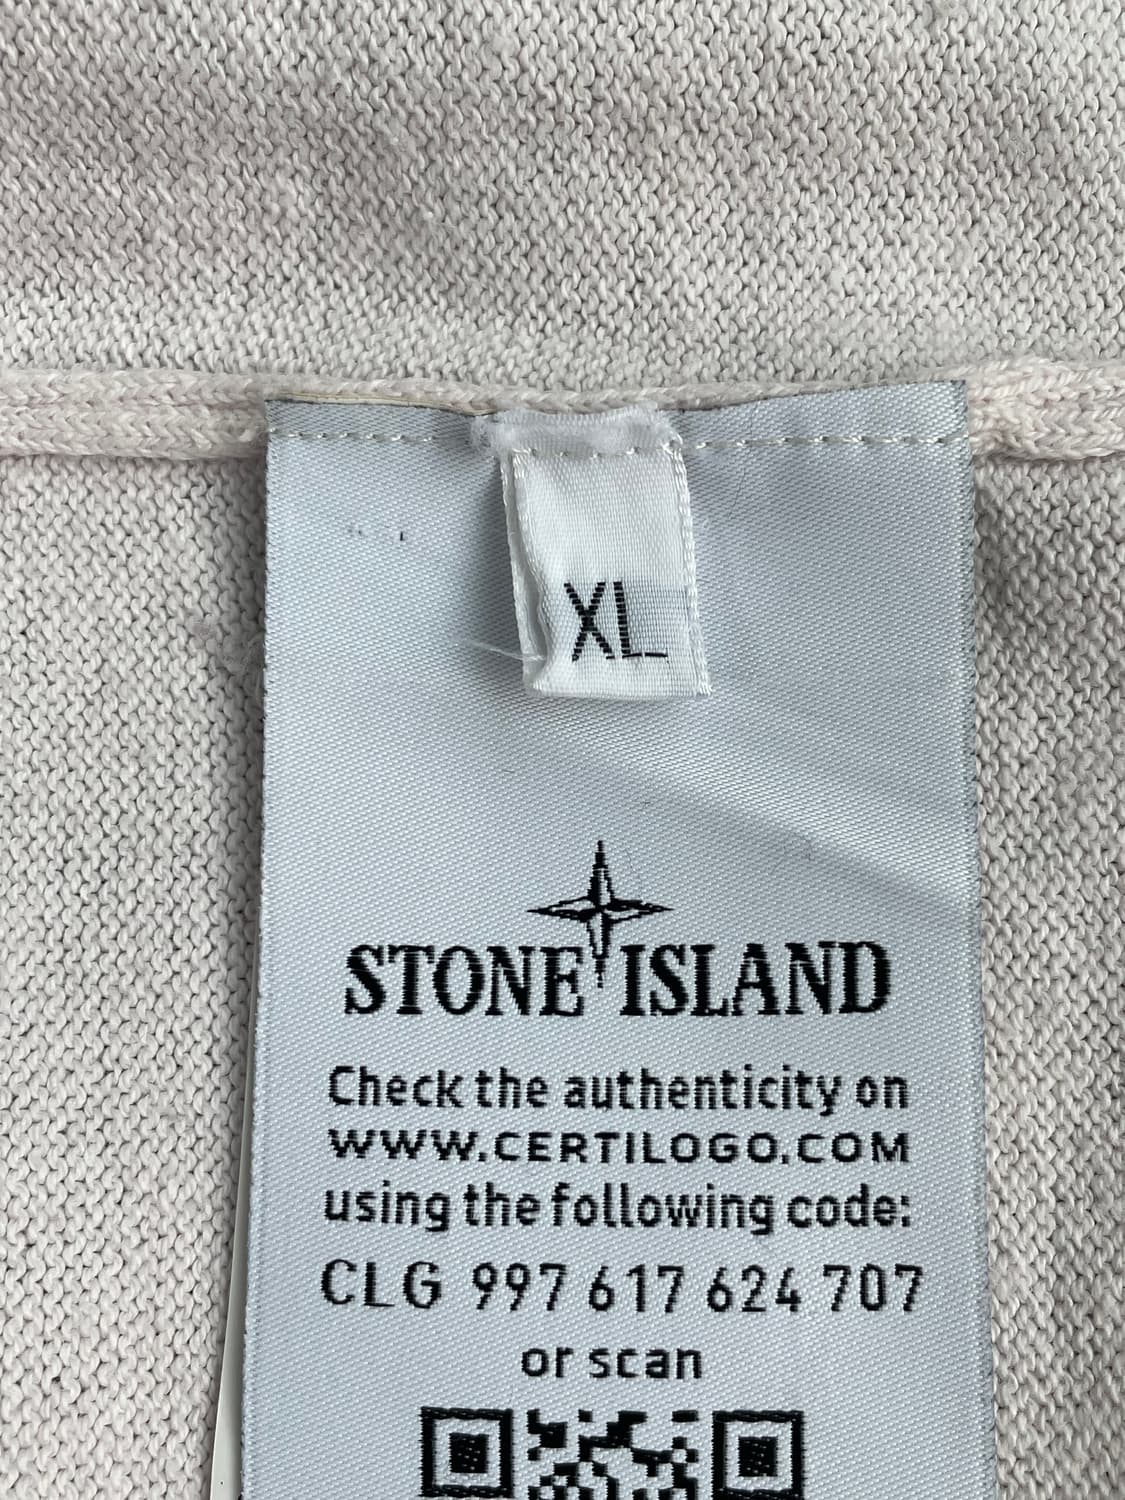 XL
STONE ISLAND
Check the authenticity on
WWW.CERTILOGO.COM
using the following code:
CLG 997 617 624 707
or scan